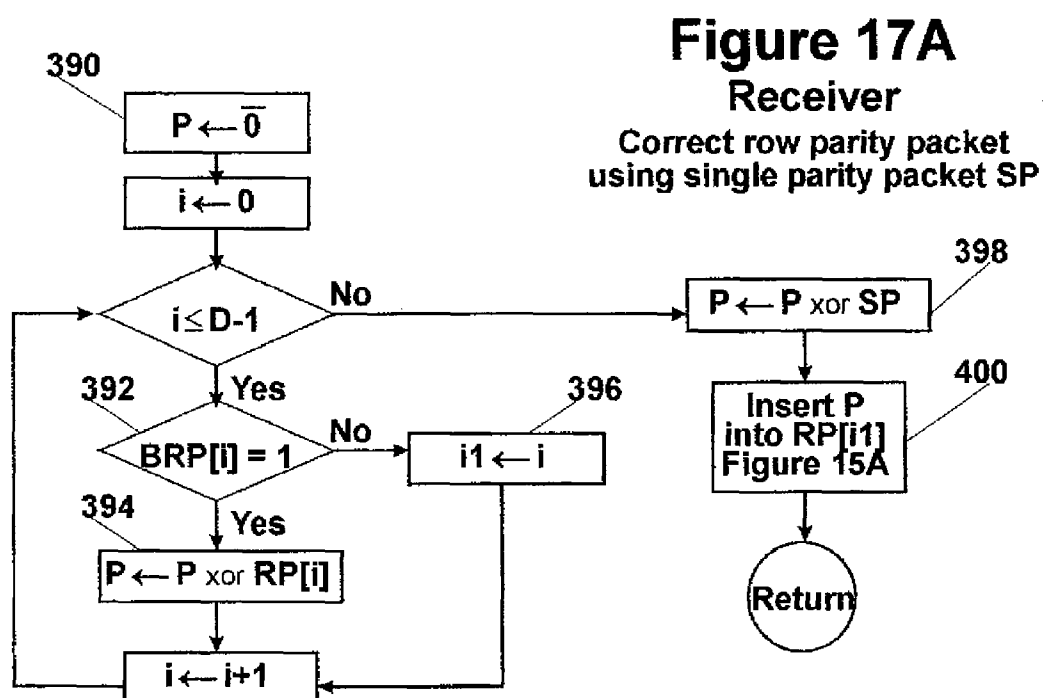 Figure 17A
Receiver
Correct row parity packet
using single parity packet SP
390
P ← 0̅
i ← 0
i ≤ D-1
No
Yes
392
BRP[i] = 1
No
396
i1 ← i
Yes
394
P ← P xor RP[i]
i ← i+1
398
P ← P xor SP
400
Insert P
into RP[i1]
Figure 15A
Return